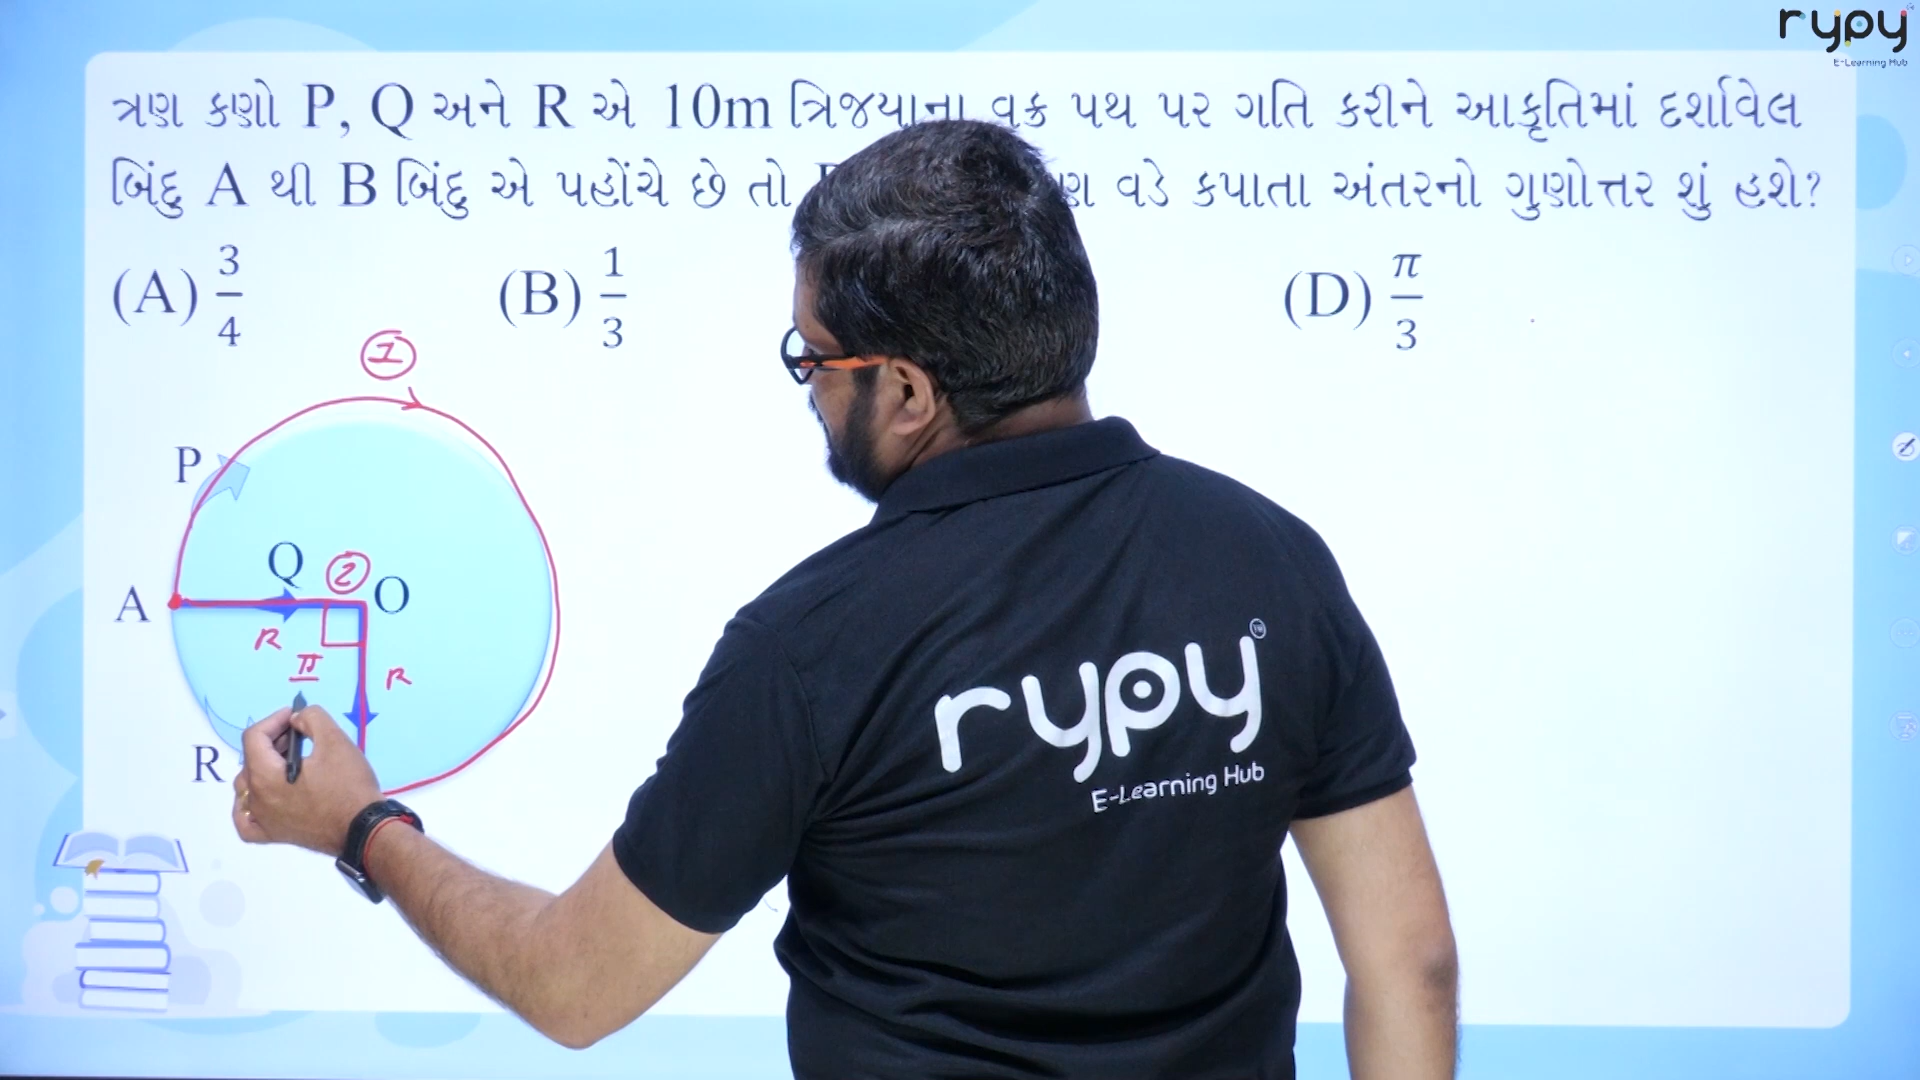 rypy
E-Learning Hub
ત્રણ કણો P, Q અને R એ 10m ત્રિજ્યાના વક્ર પથ પર ગતિ કરીને આકૃતિમાં દર્શાવેલ
બિંદુ A થી B બિંદુ એ પહોંચે છે તો વડે કપાતા અંતરનો ગુણોત્તર શું હશે?
(A) 3/4 (B) 1/3 (D) π/3
1
P
Q 2 O
A
R
π R
R
rypy
E-Learning Hub